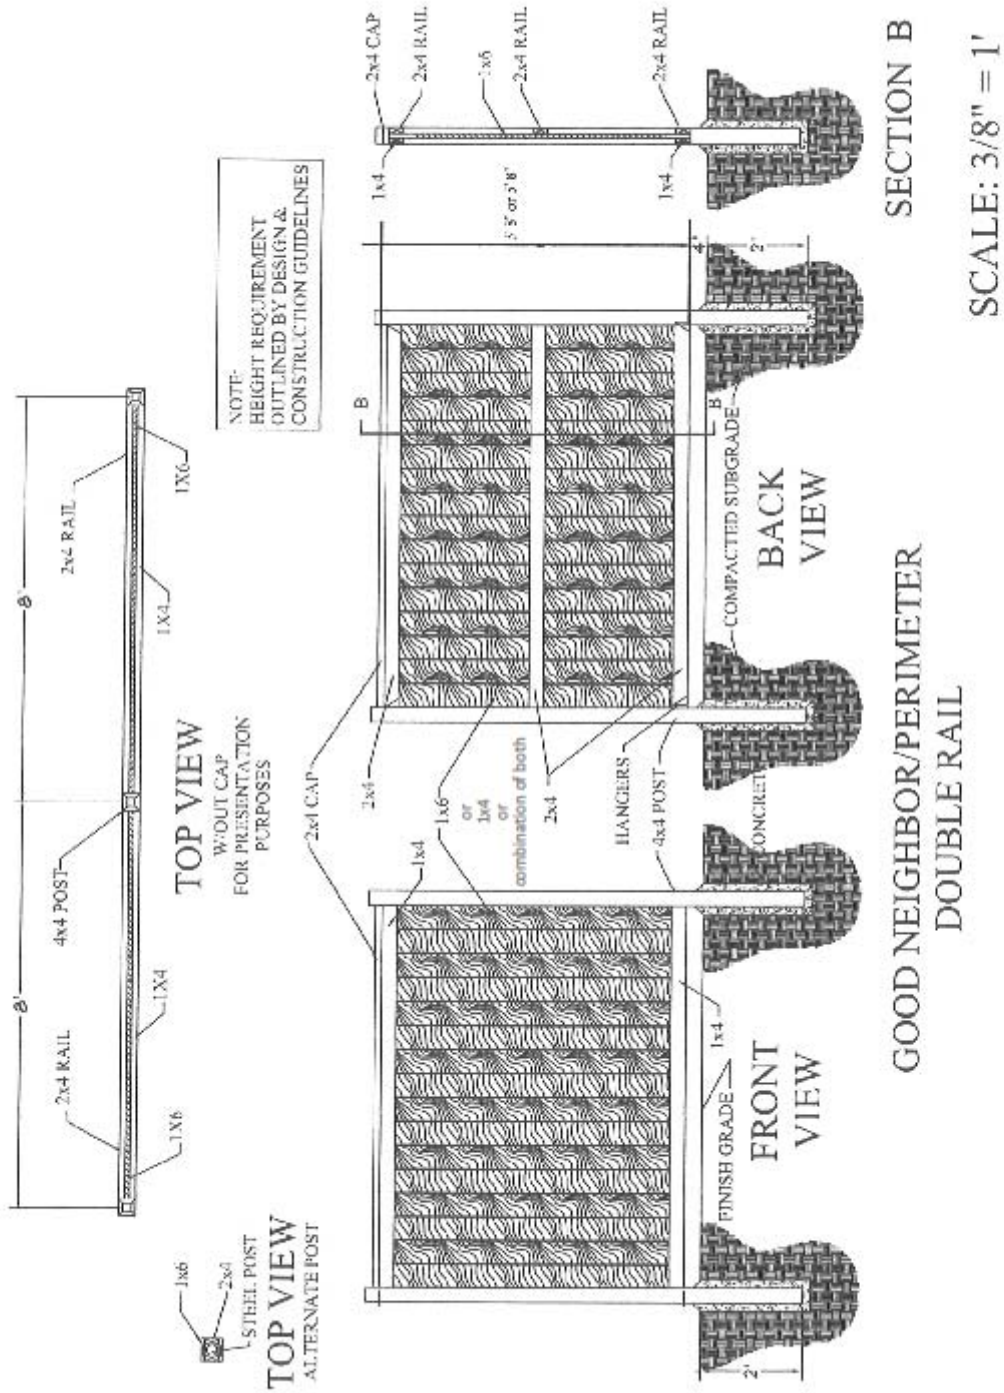 8'
8'
2x4 RAIL
4x4 POST
2x4 RAIL
1X6
1X4
1X4
1X6
TOP VIEW
W/OUT CAP
FOR PRESENTATION
PURPOSES
1x6
2x4
STEEL POST
TOP VIEW
ALTERNATE POST
NOTE:
HEIGHT REQUIREMENT
OUTLINED BY DESIGN &
CONSTRUCTION GUIDELINES
2x4 CAP
1x4
2x4
1x6
or
1x4
or
combination of both
2x4
HANGERS
4x4 POST
CONCRETE
1x4
FINISH GRADE
2'
FRONT
VIEW
B
B
COMPACTED SUBGRADE
BACK
VIEW
4"
2'
2x4 CAP
2x4 RAIL
1x6
2x4 RAIL
2x4 RAIL
1x4
1x4
SECTION B
SCALE: 3/8" = 1'
GOOD NEIGHBOR/PERIMETER
DOUBLE RAIL